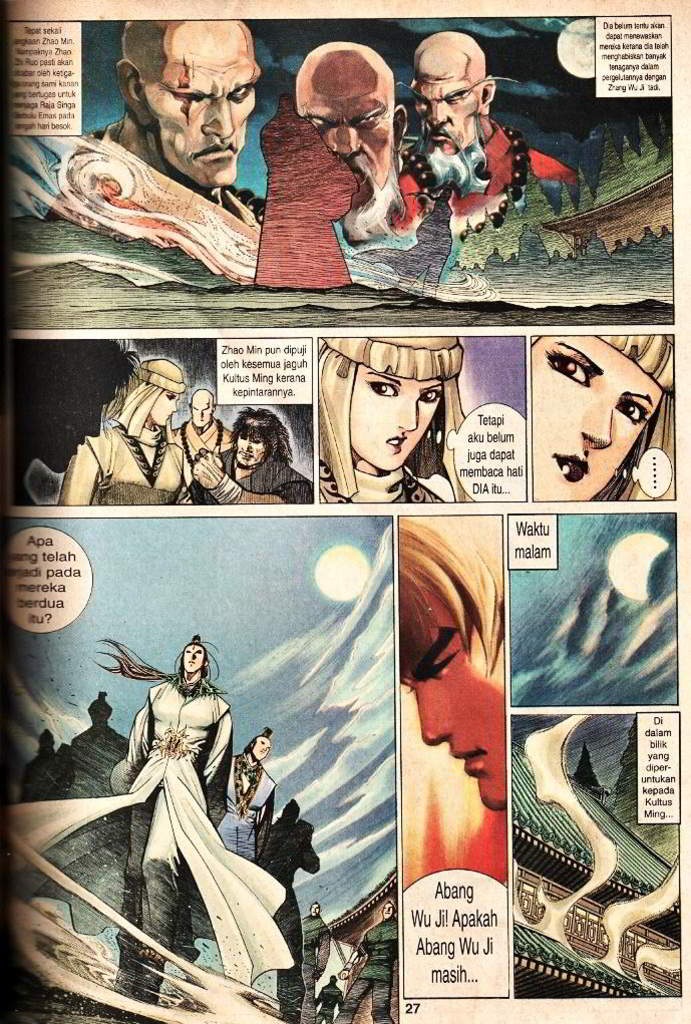 Tepat sekali
Zhao Min.
Zhan
Ruo pasti akan
oleh ketiga-
sami kanan
bertugas untuk
Raja Singa
Emas pada
hari besok.
Dia belum tentu akan
dapat menewaskan
mereka kerana dia telah
menghabiskan banyak
tenaganya dalam
pergelutannya dengan
Zhang Wu Ji tadi.
Zhao Min pun dipuji
oleh kesemua jaguh
Kultus Ming kerana
kepintarannya.
Tetapi
aku belum
juga dapat
membaca hati
DIA itu...
......
Apa
yang telah
pada
mereka
berdua
itu?
Abang
Wu Ji! Apakah
Abang Wu Ji
masih...
Waktu
malam
Di
dalam
bilik
yang
diper-
untukan
kepada
Kultus
Ming...
27